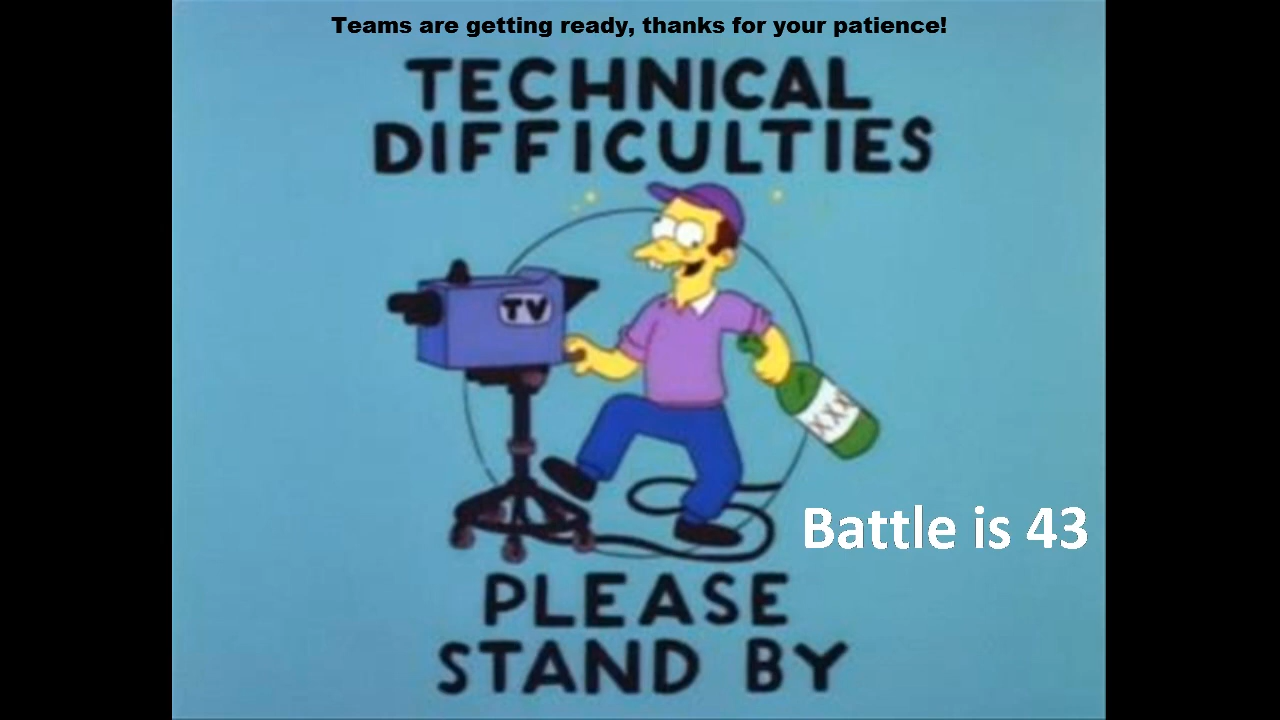 Teams are getting ready, thanks for your patience!
TECHNICAL
DIFFICULTIES
TV
XXX
Battle is 43
PLEASE
STAND BY